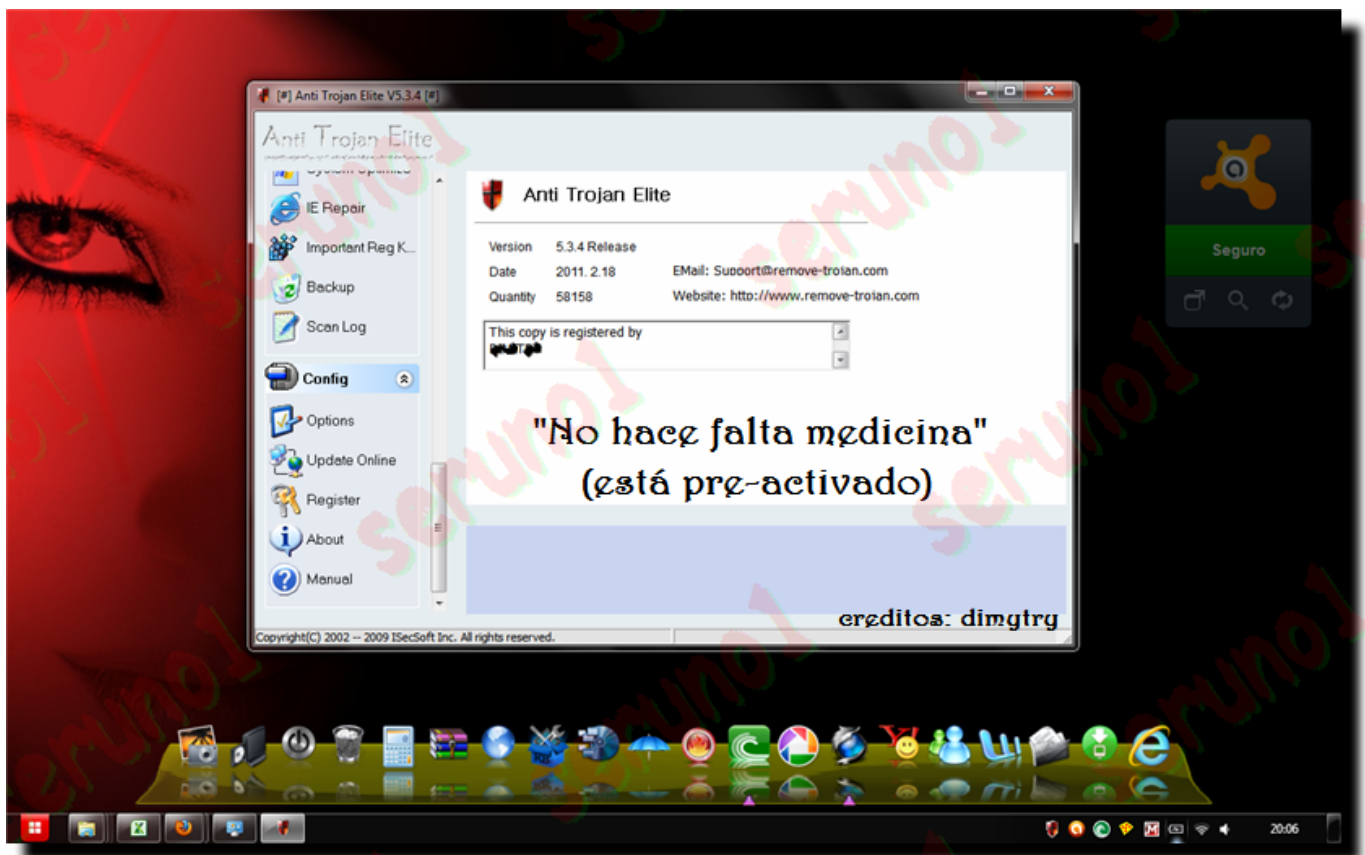 [#] Anti Trojan Elite V5.3.4 [#]
Anti Trojan Elite
System Optimize
IE Repair
Important Reg K...
Backup
Scan Log
Config
Options
Update Online
Register
About
Manual
Anti Trojan Elite
Version 5.3.4 Release
Date 2011. 2.18 EMail: Support@remove-trojan.com
Quantity 58158 Website: http://www.remove-trojan.com
This copy is registered by
"No hace falta medicina"
(está pre-activado)
creditos: dimytry
Copyright(C) 2002 -- 2009 ISecSoft Inc. All rights reserved.
Seguro
20:06
seruno1